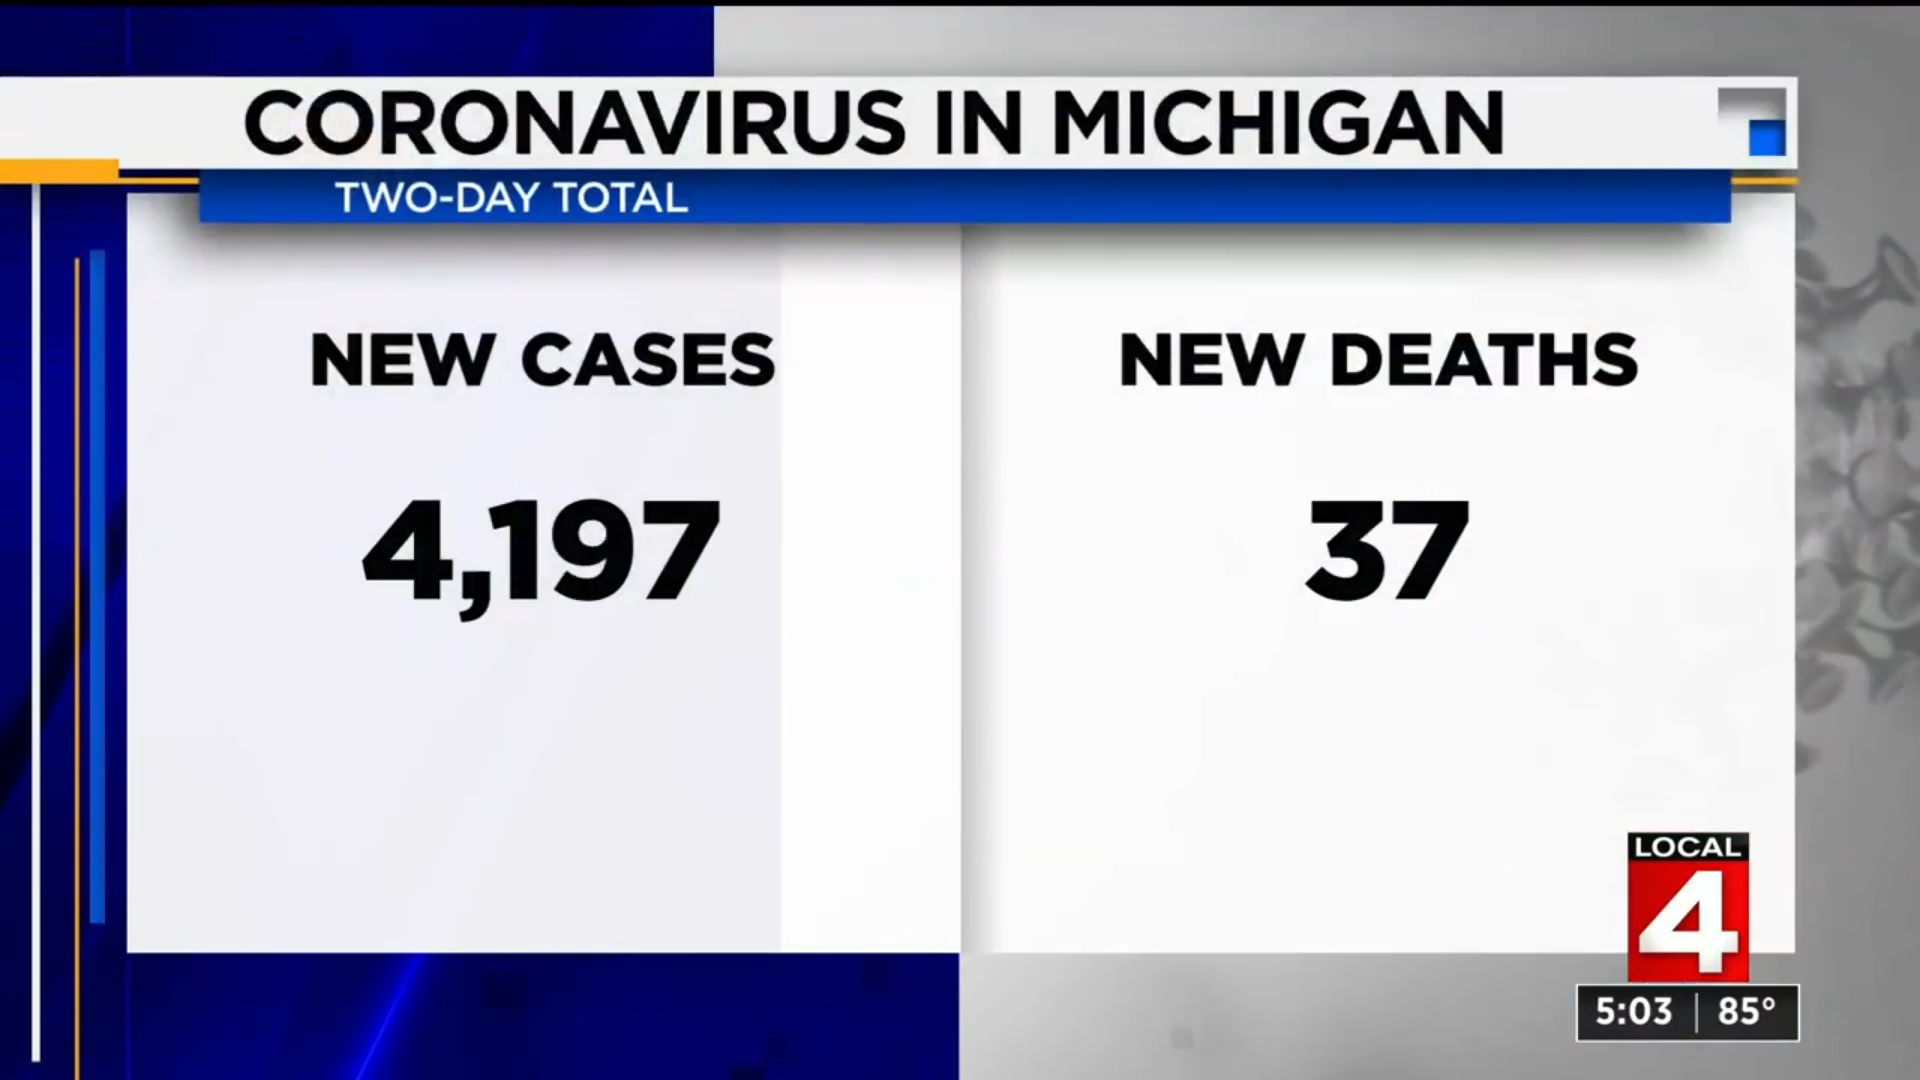 CORONAVIRUS IN MICHIGAN
TWO-DAY TOTAL
NEW CASES
4,197
NEW DEATHS
37
LOCAL
4
5:03 | 85°